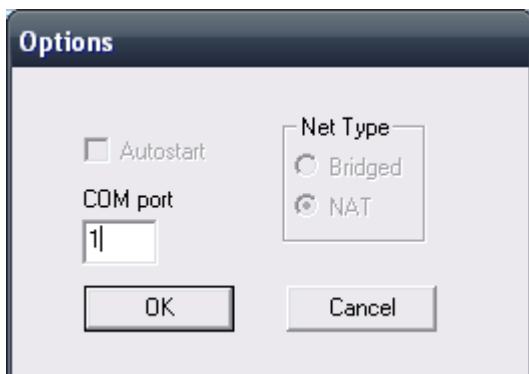 Options
Autostart
Net Type
Bridged
NAT
COM port
1
OK
Cancel